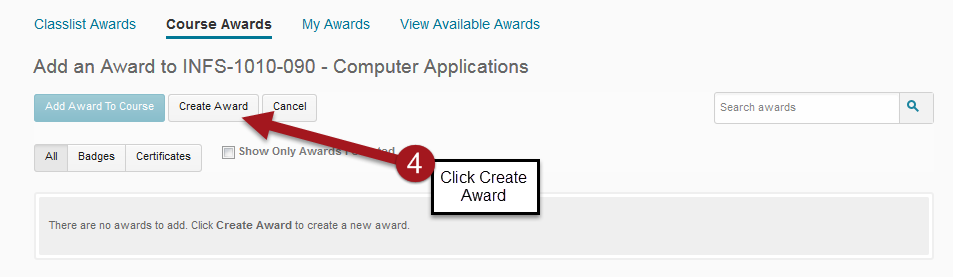 Classlist Awards Course Awards My Awards View Available Awards
Add an Award to INFS-1010-090 - Computer Applications
Add Award To Course Create Award Cancel Search awards
All Badges Certificates Show Only Awards
4
Click Create
Award
There are no awards to add. Click Create Award to create a new award.